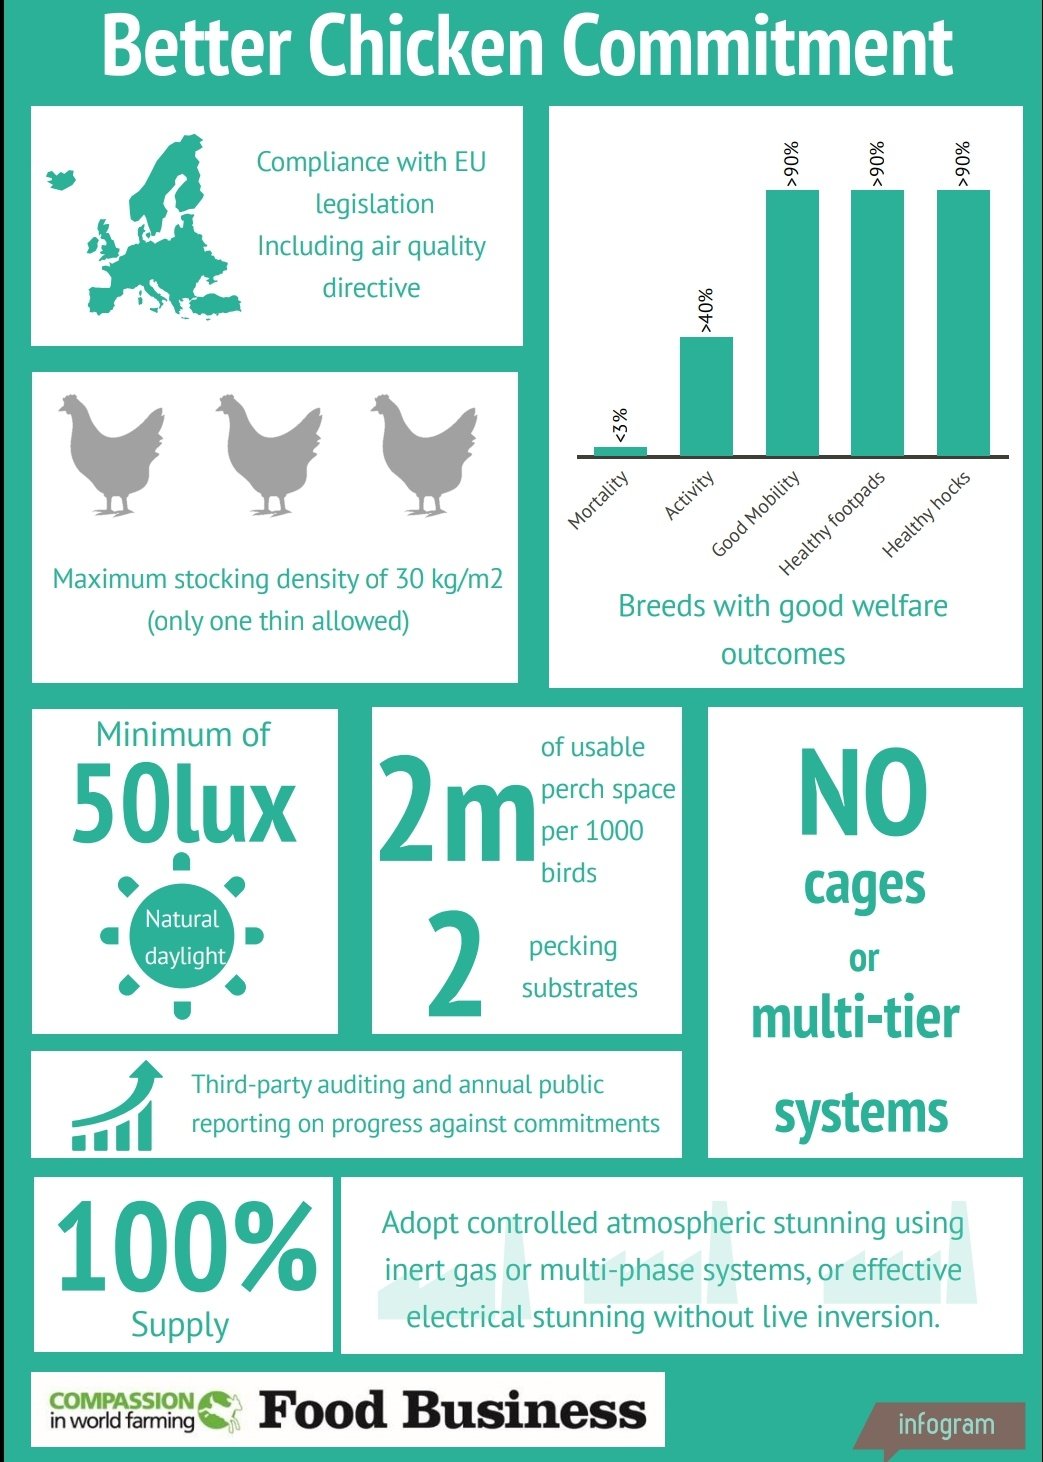 Better Chicken Commitment
Compliance with EU
legislation
Including air quality
directive
>90%
>90%
>90%
>40%
<3%
Mortality
Activity
Good Mobility
Healthy footpads
Healthy hocks
Breeds with good welfare
outcomes
Maximum stocking density of 30 kg/m2
(only one thin allowed)
Minimum of
50lux
Natural
daylight
2m
of usable
perch space
per 1000
birds
2
pecking
substrates
NO
cages
or
multi-tier
systems
Third-party auditing and annual public
reporting on progress against commitments
100%
Supply
Adopt controlled atmospheric stunning using
inert gas or multi-phase systems, or effective
electrical stunning without live inversion.
COMPASSION
in world farming
Food Business
infogram